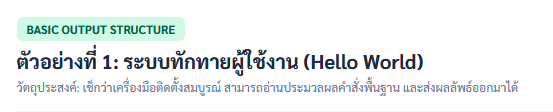 BASIC OUTPUT STRUCTURE
ตัวอย่างที่ 1: ระบบทักทายผู้ใช้งาน (Hello World)
วัตถุประสงค์: เช็กว่าเครื่องมือติดตั้งสมบูรณ์ สามารถอ่านประมวลผลคำสั่งพื้นฐาน และส่งผลลัพธ์ออกมาได้